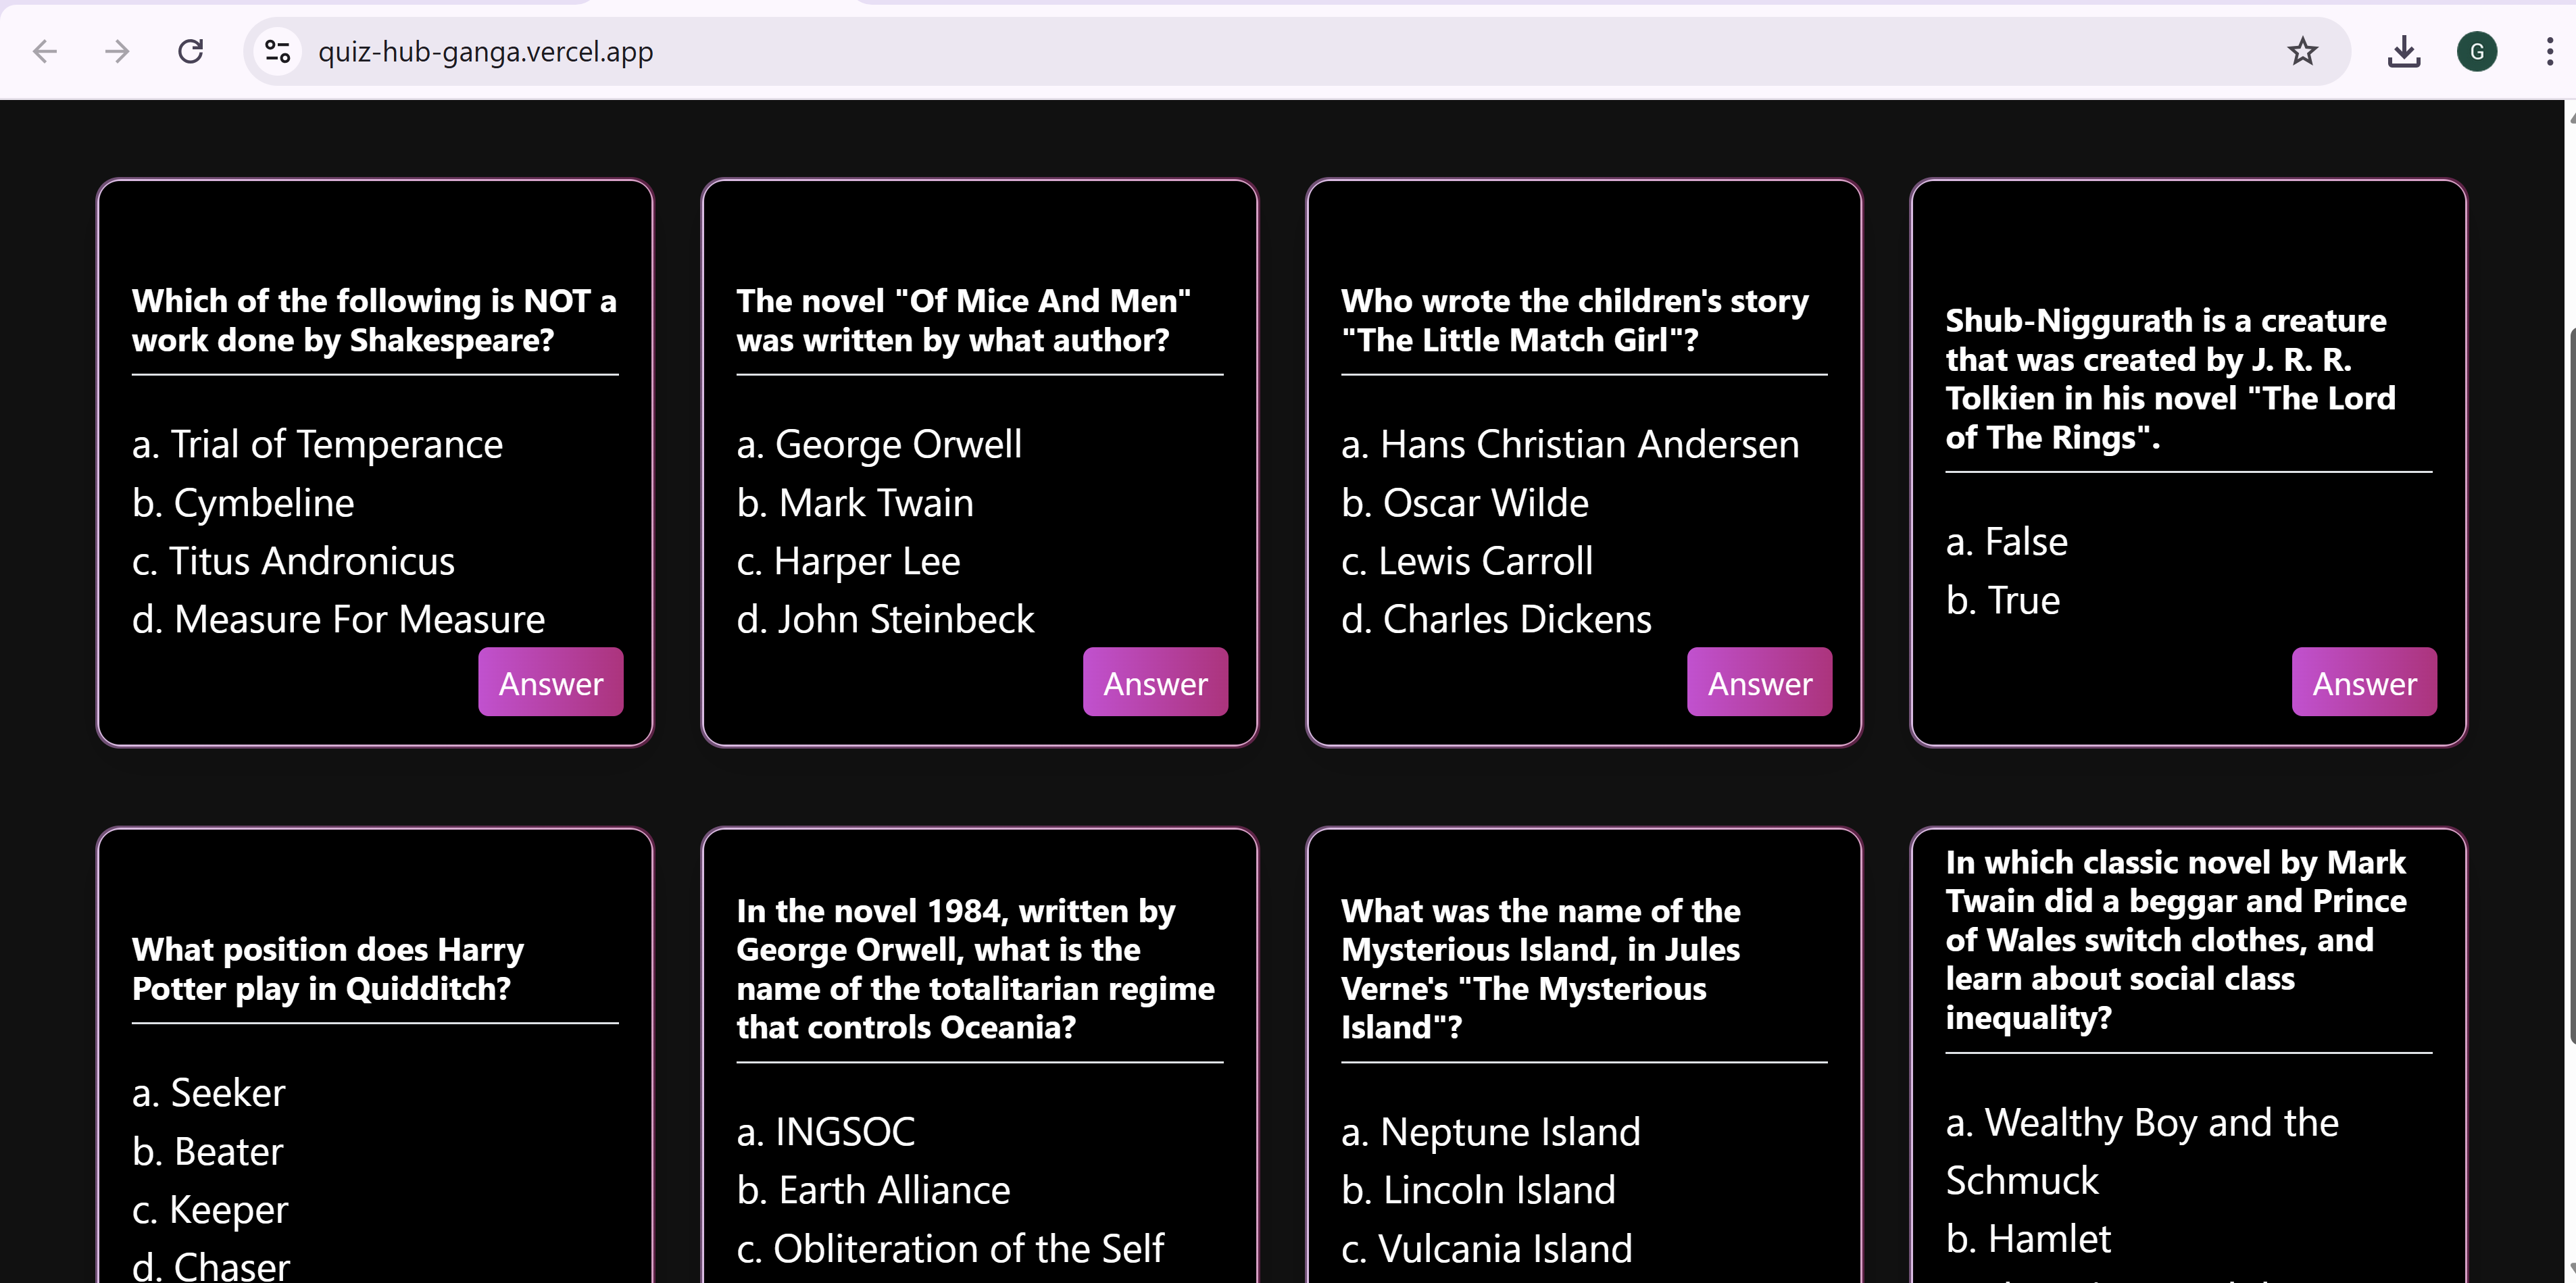 quiz-hub-ganga.vercel.app
G
Which of the following is NOT a
work done by Shakespeare?
a. Trial of Temperance
b. Cymbeline
c. Titus Andronicus
d. Measure For Measure
Answer
The novel "Of Mice And Men"
was written by what author?
a. George Orwell
b. Mark Twain
c. Harper Lee
d. John Steinbeck
Answer
Who wrote the children's story
"The Little Match Girl"?
a. Hans Christian Andersen
b. Oscar Wilde
c. Lewis Carroll
d. Charles Dickens
Answer
Shub-Niggurath is a creature
that was created by J. R. R.
Tolkien in his novel "The Lord
of The Rings".
a. False
b. True
Answer
What position does Harry
Potter play in Quidditch?
a. Seeker
b. Beater
c. Keeper
d. Chaser
In the novel 1984, written by
George Orwell, what is the
name of the totalitarian regime
that controls Oceania?
a. INGSOC
b. Earth Alliance
c. Obliteration of the Self
What was the name of the
Mysterious Island, in Jules
Verne's "The Mysterious
Island"?
a. Neptune Island
b. Lincoln Island
c. Vulcania Island
In which classic novel by Mark
Twain did a beggar and Prince
of Wales switch clothes, and
learn about social class
inequality?
a. Wealthy Boy and the
Schmuck
b. Hamlet